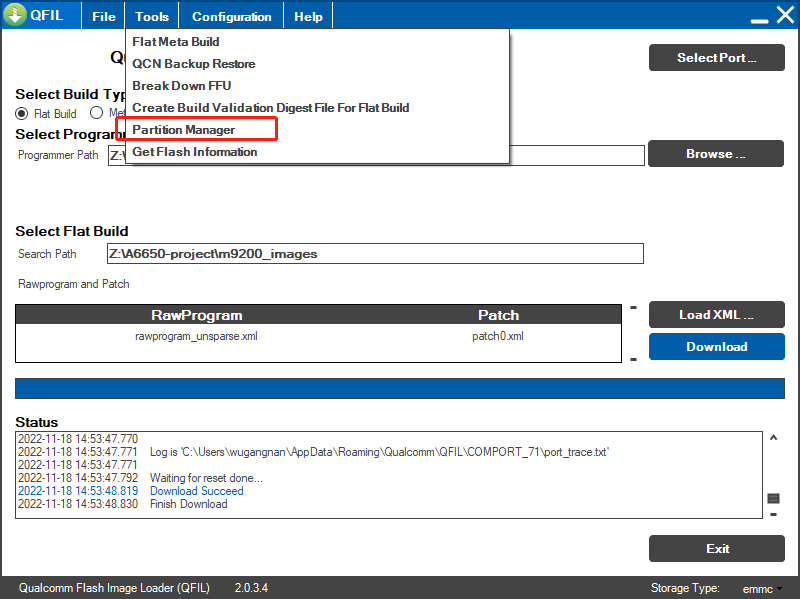 QFIL File Tools Configuration Help
Flat Meta Build
QCN Backup Restore
Break Down FFU
Create Build Validation Digest File For Flat Build
Partition Manager
Get Flash Information
Select Port ...
Select Build Typ
Flat Build
Select Program
Programmer Path Z:\ Browse ...
Select Flat Build
Search Path Z:\A6650-project\m9200_images
Rawprogram and Patch
RawProgram Patch
rawprogram_unsparse.xml patch0.xml
Load XML ...
Download
Status
2022-11-18 14:53:47.770
2022-11-18 14:53:47.771 Log is 'C:\Users\wugangnan\AppData\Roaming\Qualcomm\QFIL\COMPORT_71\port_trace.txt'
2022-11-18 14:53:47.771
2022-11-18 14:53:47.792 Waiting for reset done...
2022-11-18 14:53:48.819 Download Succeed
2022-11-18 14:53:48.830 Finish Download
Exit
Qualcomm Flash Image Loader (QFIL) 2.0.3.4 Storage Type: emmc